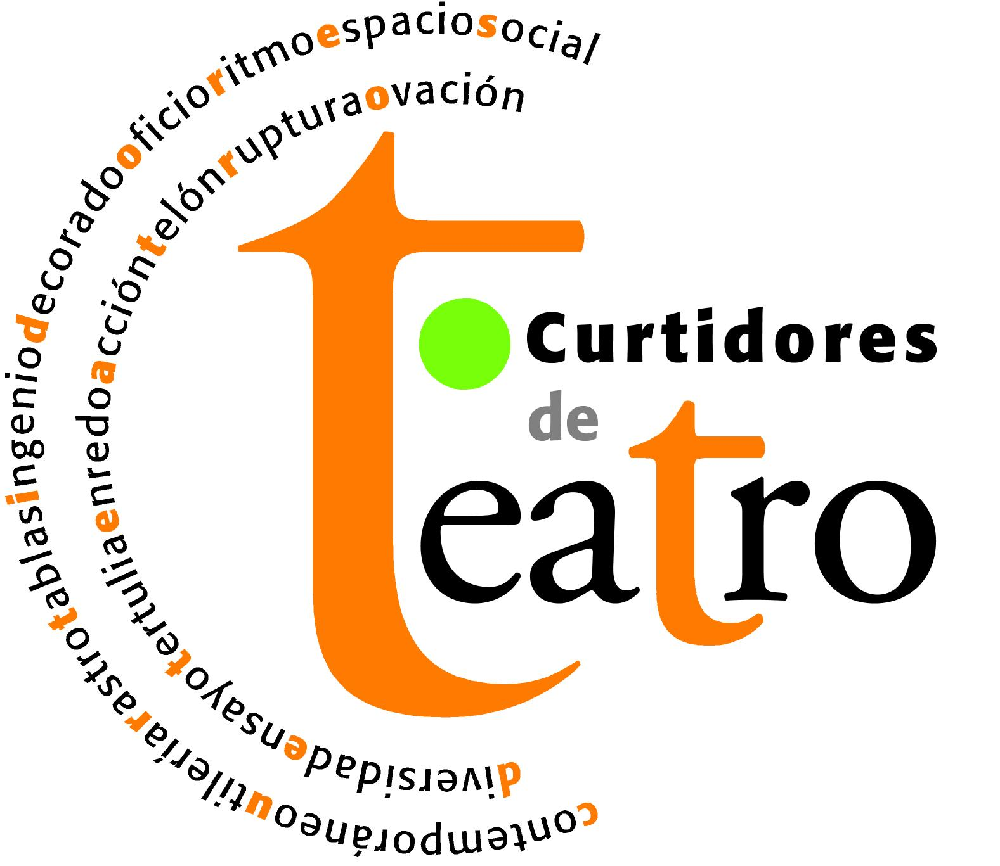 contemporáneoutileríarastrotablasingeniodecoradooficioritmoespaciosocial
diversidadensayotertuliaenredoaccióntelónrupturaovación
Curtidores
de
teatro